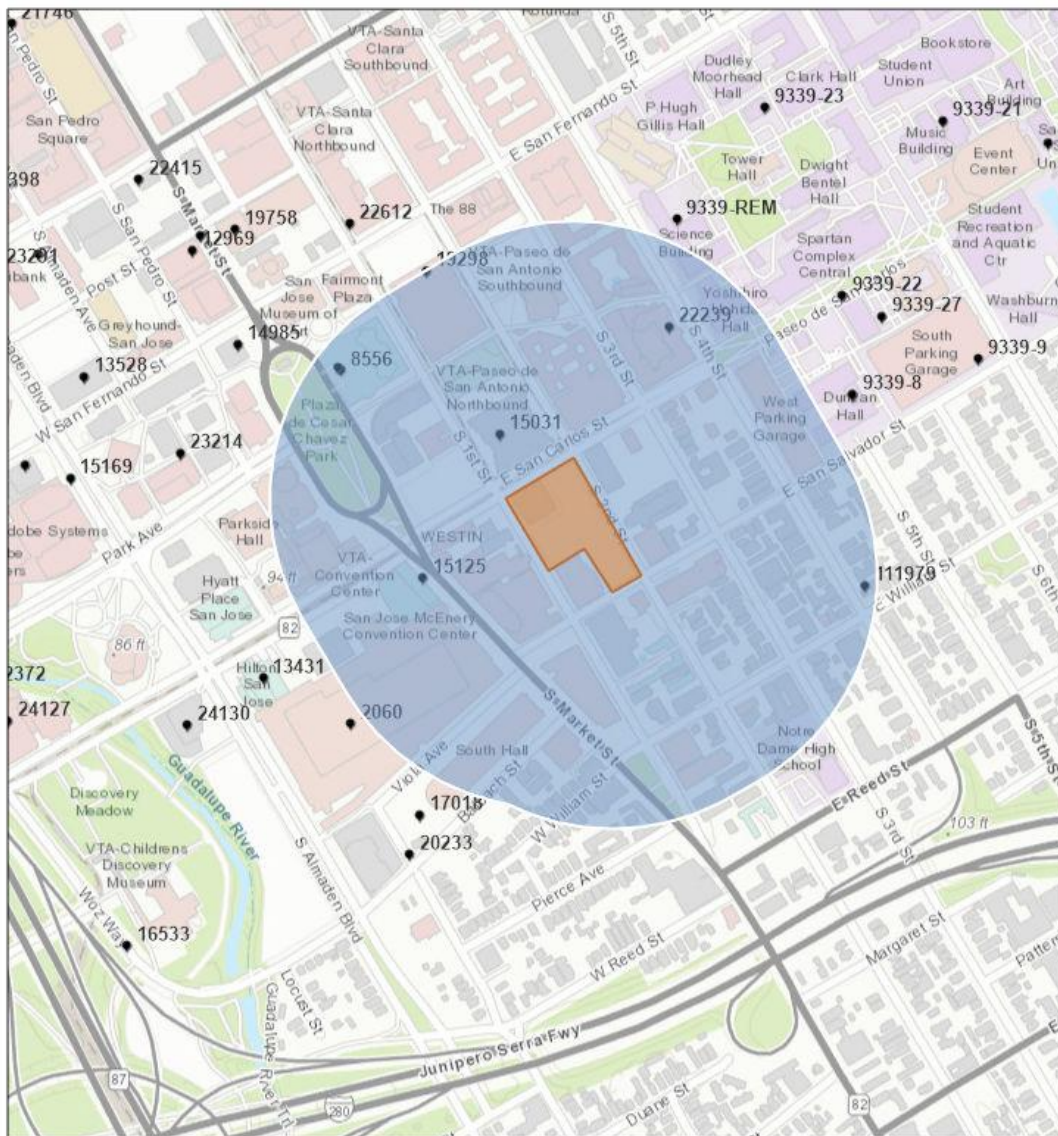 21746
Rotunda
S 5th St
Bookstore
San Pedro St
VTA-Santa
Clara
Southbound
Dudley
Moorhead
Hall
Clark Hall
Student
Union
Art
Building
San Pedro
Square
VTA-Santa
Clara
Northbound
E San Fernando St
P Hugh
Gillis Hall
9339-23
9339-21
Music
Building
Event
Center
22415
Tower
Hall
Dwight
Bentel
Hall
398
S Market St
S Pedro St
19758
22612
The 88
9339-REM
Science
Building
Student
Recreation
and Aquatic
Ctr
12969
23291
S Almaden Ave
Post St
San
Jose
Museum of
Art
Fairmont
Plaza
VTA-Paseo de
San Antonio
Southbound
Spartan
Complex
Central
Paseo de San Carlos
9339-22
9339-27
Washburn
Hall
Greyhound-
San Jose
14985
8556
22239
Yoshihiro
Uchida
Hall
S 4th St
S 3rd St
South
Parking
Garage
9339-9
13528
W San Fernando St
VTA-Paseo de
San Antonio
Northbound
9339-8
Duncan
Hall
Plaza
de Cesar
Chavez
Park
S 1st St
15031
E San Carlos St
West
Parking
Garage
E San Salvador St
23214
15169
Adobe Systems
Park Ave
Parkside
Hall
WESTIN
S 2nd St
S 5th St
S 6th St
VTA-
Convention
Center
15125
94 ft
Hyatt
Place
San Jose
111979
E William St
San Jose McEnery
Convention Center
82
86 ft
2372
24127
Hilton
San
Jose
13431
24130
2060
S Market St
Notre
Dame High
School
S 5th St
Viola Ave
South Hall
Balbach St
W William St
E Reed St
Guadalupe River
Discovery
Meadow
17018
20233
S 3rd St
103 ft
VTA-Childrens
Discovery
Museum
S Almaden Blvd
Pierce Ave
Woz Way
16533
W Reed St
Margaret St
Locust St
Guadalupe River Trl
Junipero Serra Fwy
87
280
Duane St
82